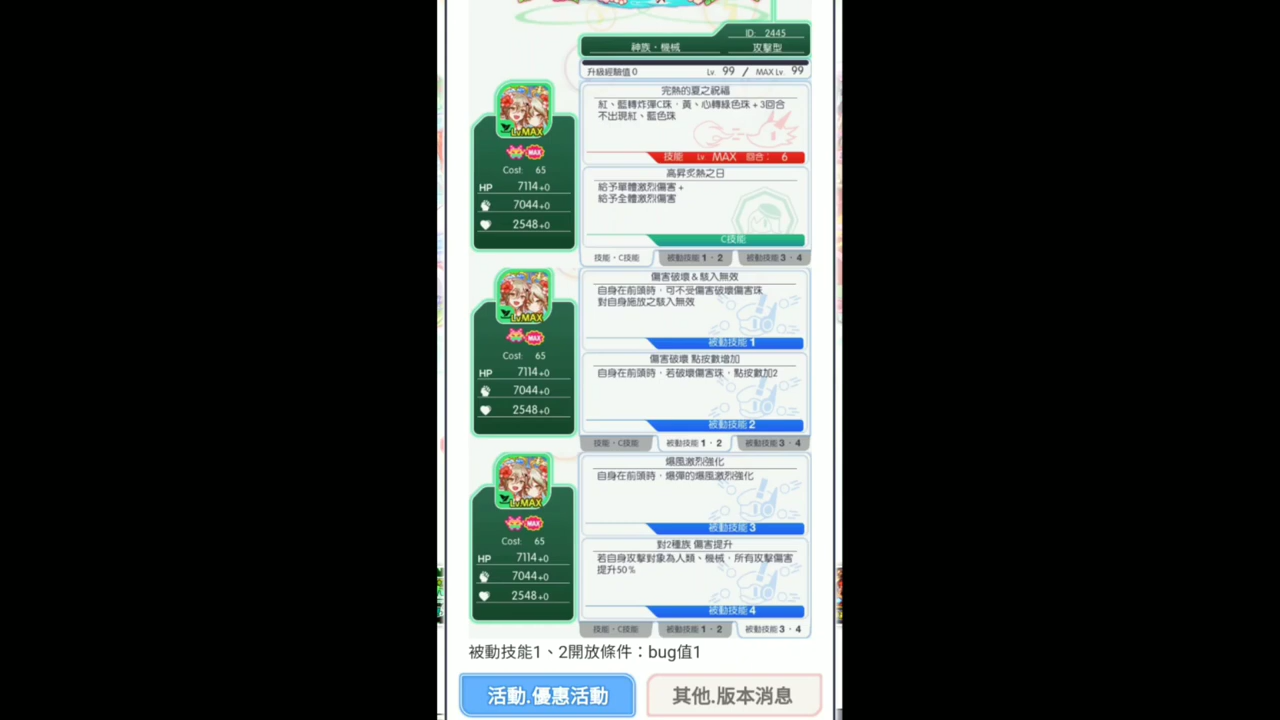 ID: 2445
神族・機械 攻擊型
升級經驗值 0 Lv. 99 / MAX Lv. 99
完熱的夏之祝福
紅、藍轉炸彈C珠，黃、心轉綠色珠＋3回合
不出現紅、藍色珠
技能 Lv MAX 回合： 6
Lv.MAX
MAX
Cost: 65
HP 7114+0
7044+0
2548+0
高昇炙熱之日
給予單體激烈傷害＋
給予全體激烈傷害
C技能
技能・C技能 被動技能 1・2 被動技能 3・4
傷害破壞＆駭入無效
自身在前頭時，可不受傷害破壞傷害珠
對自身施放之駭入無效
被動技能 1
Lv.MAX
MAX
Cost: 65
HP 7114+0
7044+0
2548+0
傷害破壞 點按數增加
自身在前頭時，若破壞傷害珠，點按數加2
被動技能 2
技能・C技能 被動技能 1・2 被動技能 3・4
爆風激烈強化
自身在前頭時，爆彈的爆風激烈強化
被動技能 3
Lv.MAX
MAX
Cost: 65
HP 7114+0
7044+0
2548+0
對2種族 傷害提升
若自身攻擊對象為人類、機械，所有攻擊傷害
提升50％
被動技能 4
技能・C技能 被動技能 1・2 被動技能 3・4
被動技能1、2開放條件：bug值1
活動.優惠活動 其他.版本消息